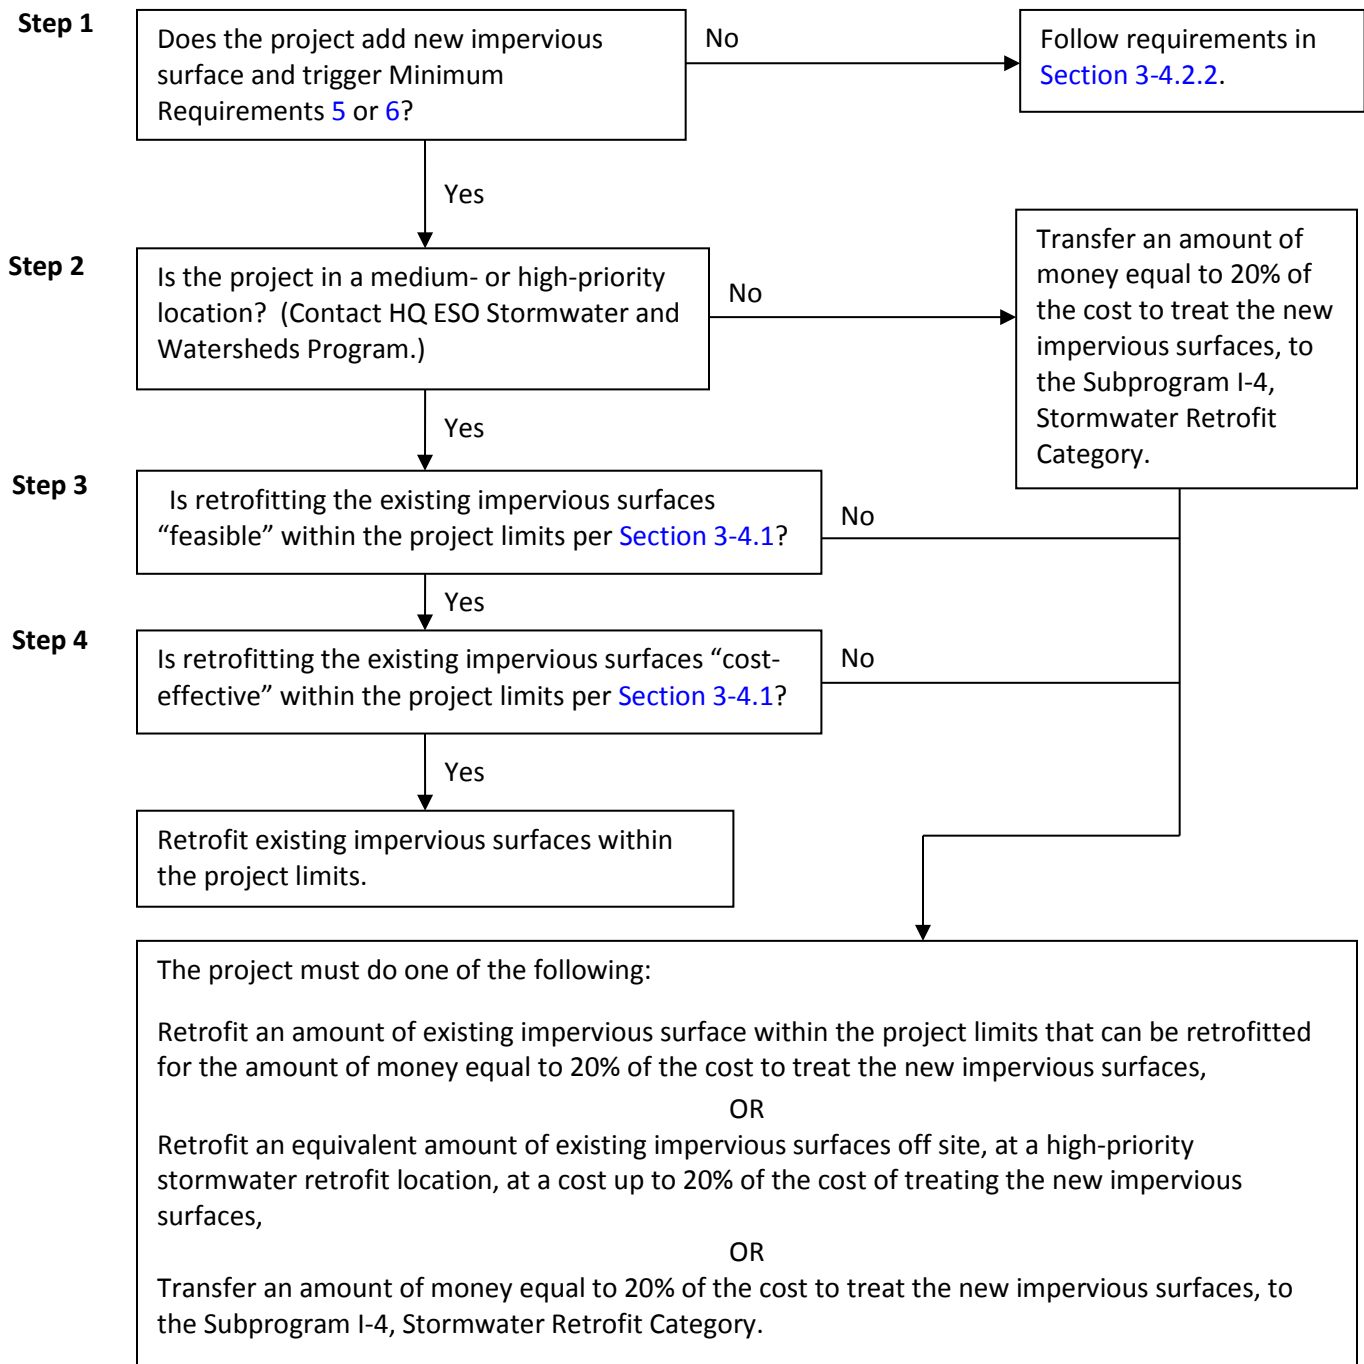 Step 1
Does the project add new impervious
surface and trigger Minimum
Requirements 5 or 6?
No
Follow requirements in
Section 3-4.2.2.
Yes
Step 2
Is the project in a medium- or high-priority
location?  (Contact HQ ESO Stormwater and
Watersheds Program.)
No
Transfer an amount of
money equal to 20% of
the cost to treat the new
impervious surfaces, to
the Subprogram I-4,
Stormwater Retrofit
Category.
Yes
Step 3
Is retrofitting the existing impervious surfaces
“feasible” within the project limits per Section 3-4.1?
No
Yes
Step 4
Is retrofitting the existing impervious surfaces “cost-
effective” within the project limits per Section 3-4.1?
No
Yes
Retrofit existing impervious surfaces within
the project limits.
The project must do one of the following:
Retrofit an amount of existing impervious surface within the project limits that can be retrofitted
for the amount of money equal to 20% of the cost to treat the new impervious surfaces,
OR
Retrofit an equivalent amount of existing impervious surfaces off site, at a high-priority
stormwater retrofit location, at a cost up to 20% of the cost of treating the new impervious
surfaces,
OR
Transfer an amount of money equal to 20% of the cost to treat the new impervious surfaces, to
the Subprogram I-4, Stormwater Retrofit Category.